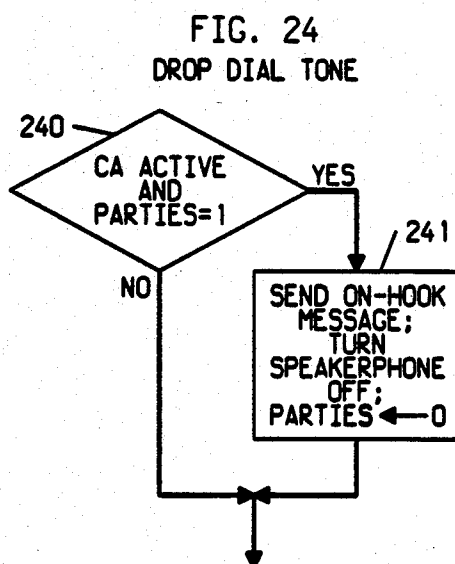 FIG. 24
DROP DIAL TONE
240
CA ACTIVE
AND
PARTIES=1
YES
241
NO
SEND ON-HOOK
MESSAGE;
TURN
SPEAKERPHONE
OFF;
PARTIES ← 0